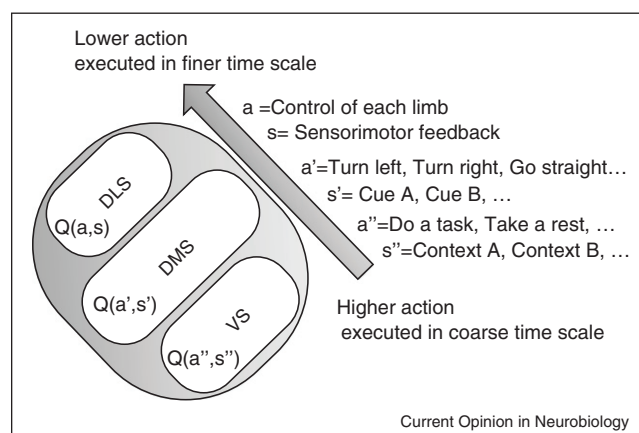 Lower action
executed in finer time scale
a =Control of each limb
s= Sensorimotor feedback
a'=Turn left, Turn right, Go straight…
s'= Cue A, Cue B, …
a''=Do a task, Take a rest, …
s''=Context A, Context B, …
DLS
Q(a,s)
DMS
Q(a',s')
VS
Q(a'',s'')
Higher action
executed in coarse time scale
Current Opinion in Neurobiology